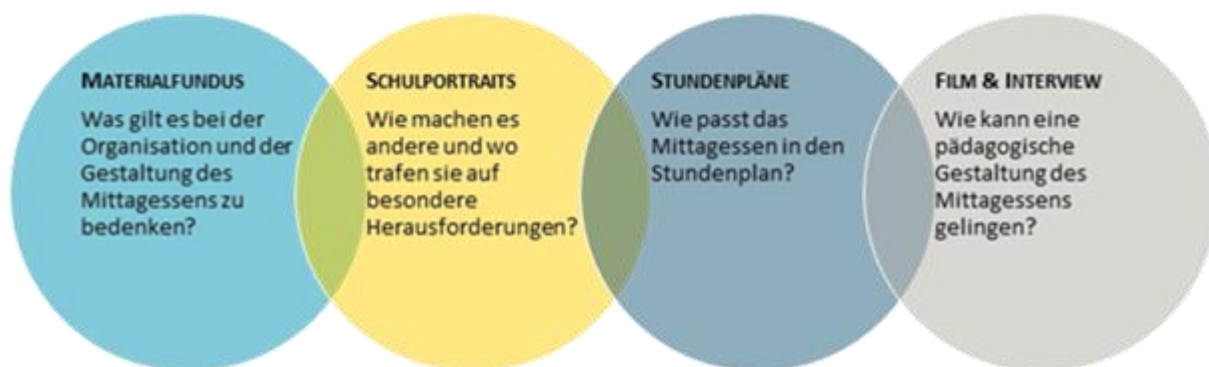 MATERIALFUNDUS
Was gilt es bei der
Organisation und der
Gestaltung des
Mittagessens zu
bedenken?
SCHULPORTRAITS
Wie machen es
andere und wo
trafen sie auf
besondere
Herausforderungen?
STUNDENPLÄNE
Wie passt das
Mittagessen in den
Stundenplan?
FILM & INTERVIEW
Wie kann eine
pädagogische
Gestaltung des
Mittagessens
gelingen?